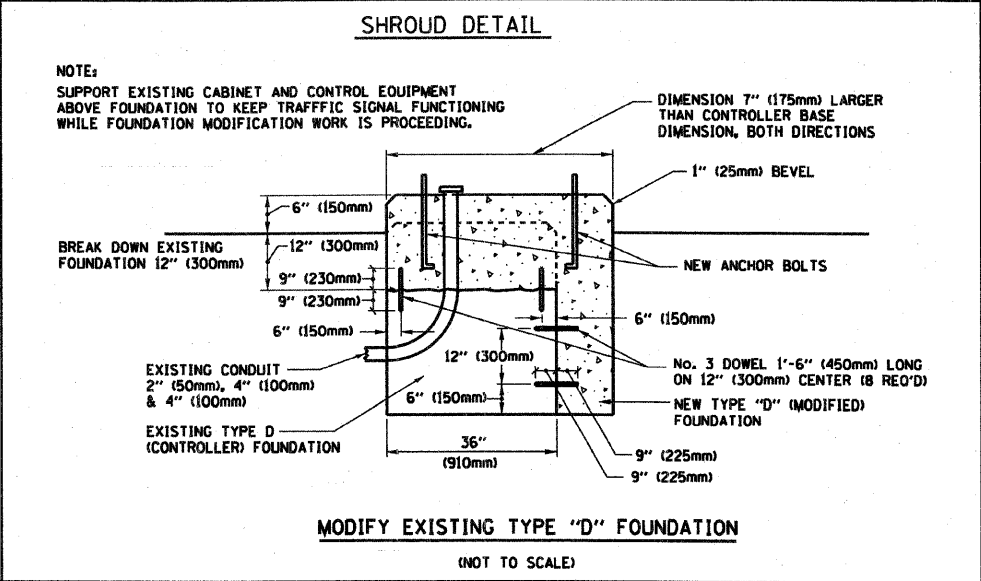 SHROUD DETAIL
NOTE:
SUPPORT EXISTING CABINET AND CONTROL EQUIPMENT
ABOVE FOUNDATION TO KEEP TRAFFFIC SIGNAL FUNCTIONING
WHILE FOUNDATION MODIFICATION WORK IS PROCEEDING.
DIMENSION 7" (175mm) LARGER
THAN CONTROLLER BASE
DIMENSION, BOTH DIRECTIONS
1" (25mm) BEVEL
6" (150mm)
BREAK DOWN EXISTING
FOUNDATION 12" (300mm)
12" (300mm)
NEW ANCHOR BOLTS
9" (230mm)
9" (230mm)
6" (150mm)
6" (150mm)
12" (300mm)
EXISTING CONDUIT
2" (50mm), 4" (100mm)
& 4" (100mm)
No. 3 DOWEL 1'-6" (450mm) LONG
ON 12" (300mm) CENTER (8 REQ'D)
6" (150mm)
NEW TYPE "D" (MODIFIED)
FOUNDATION
EXISTING TYPE D
(CONTROLLER) FOUNDATION
36"
(910mm)
9" (225mm)
9" (225mm)
MODIFY EXISTING TYPE "D" FOUNDATION
(NOT TO SCALE)